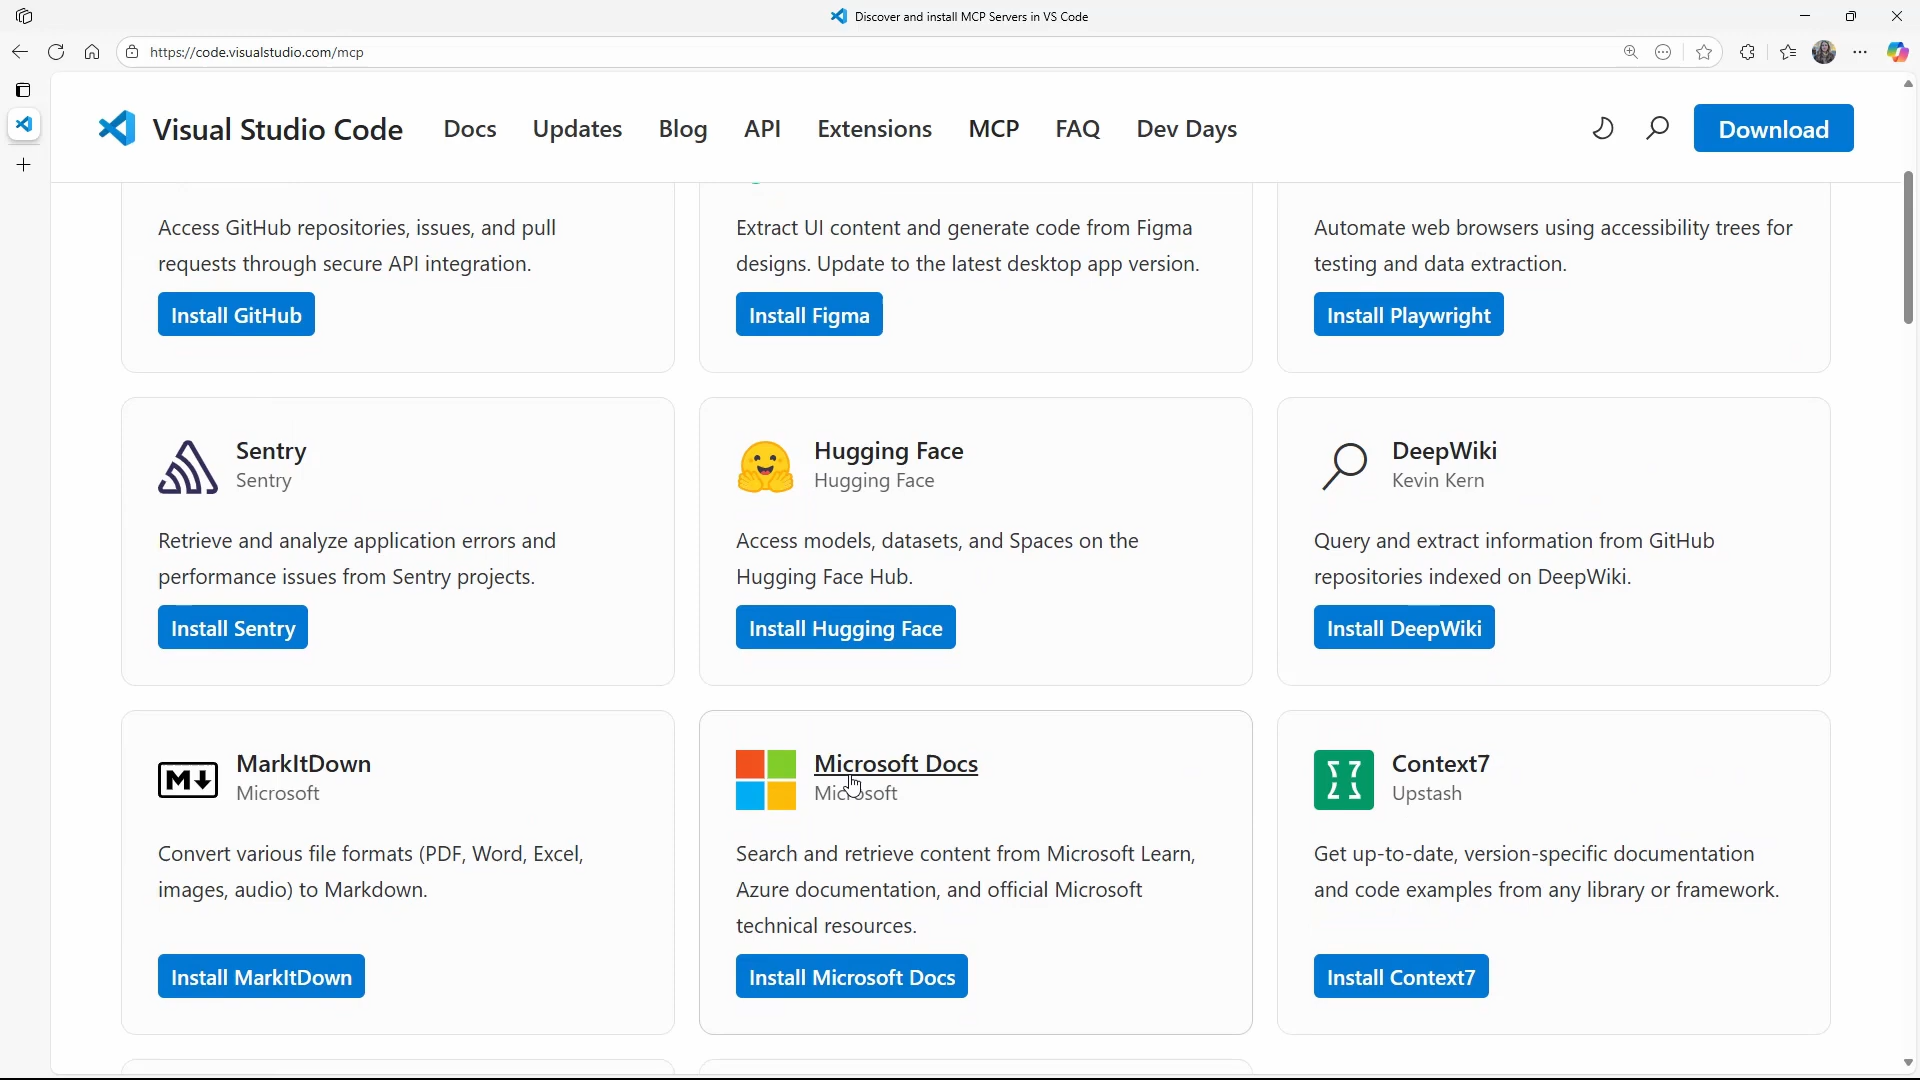 Discover and install MCP Servers in VS Code
https://code.visualstudio.com/mcp
Visual Studio Code
Docs
Updates
Blog
API
Extensions
MCP
FAQ
Dev Days
Download
Access GitHub repositories, issues, and pull
requests through secure API integration.
Install GitHub
Extract UI content and generate code from Figma
designs. Update to the latest desktop app version.
Install Figma
Automate web browsers using accessibility trees for
testing and data extraction.
Install Playwright
Sentry
Sentry
Retrieve and analyze application errors and
performance issues from Sentry projects.
Install Sentry
Hugging Face
Hugging Face
Access models, datasets, and Spaces on the
Hugging Face Hub.
Install Hugging Face
DeepWiki
Kevin Kern
Query and extract information from GitHub
repositories indexed on DeepWiki.
Install DeepWiki
M
MarkItDown
Microsoft
Convert various file formats (PDF, Word, Excel,
images, audio) to Markdown.
Install MarkItDown
Microsoft Docs
Microsoft
Search and retrieve content from Microsoft Learn,
Azure documentation, and official Microsoft
technical resources.
Install Microsoft Docs
Context7
Upstash
Get up-to-date, version-specific documentation
and code examples from any library or framework.
Install Context7